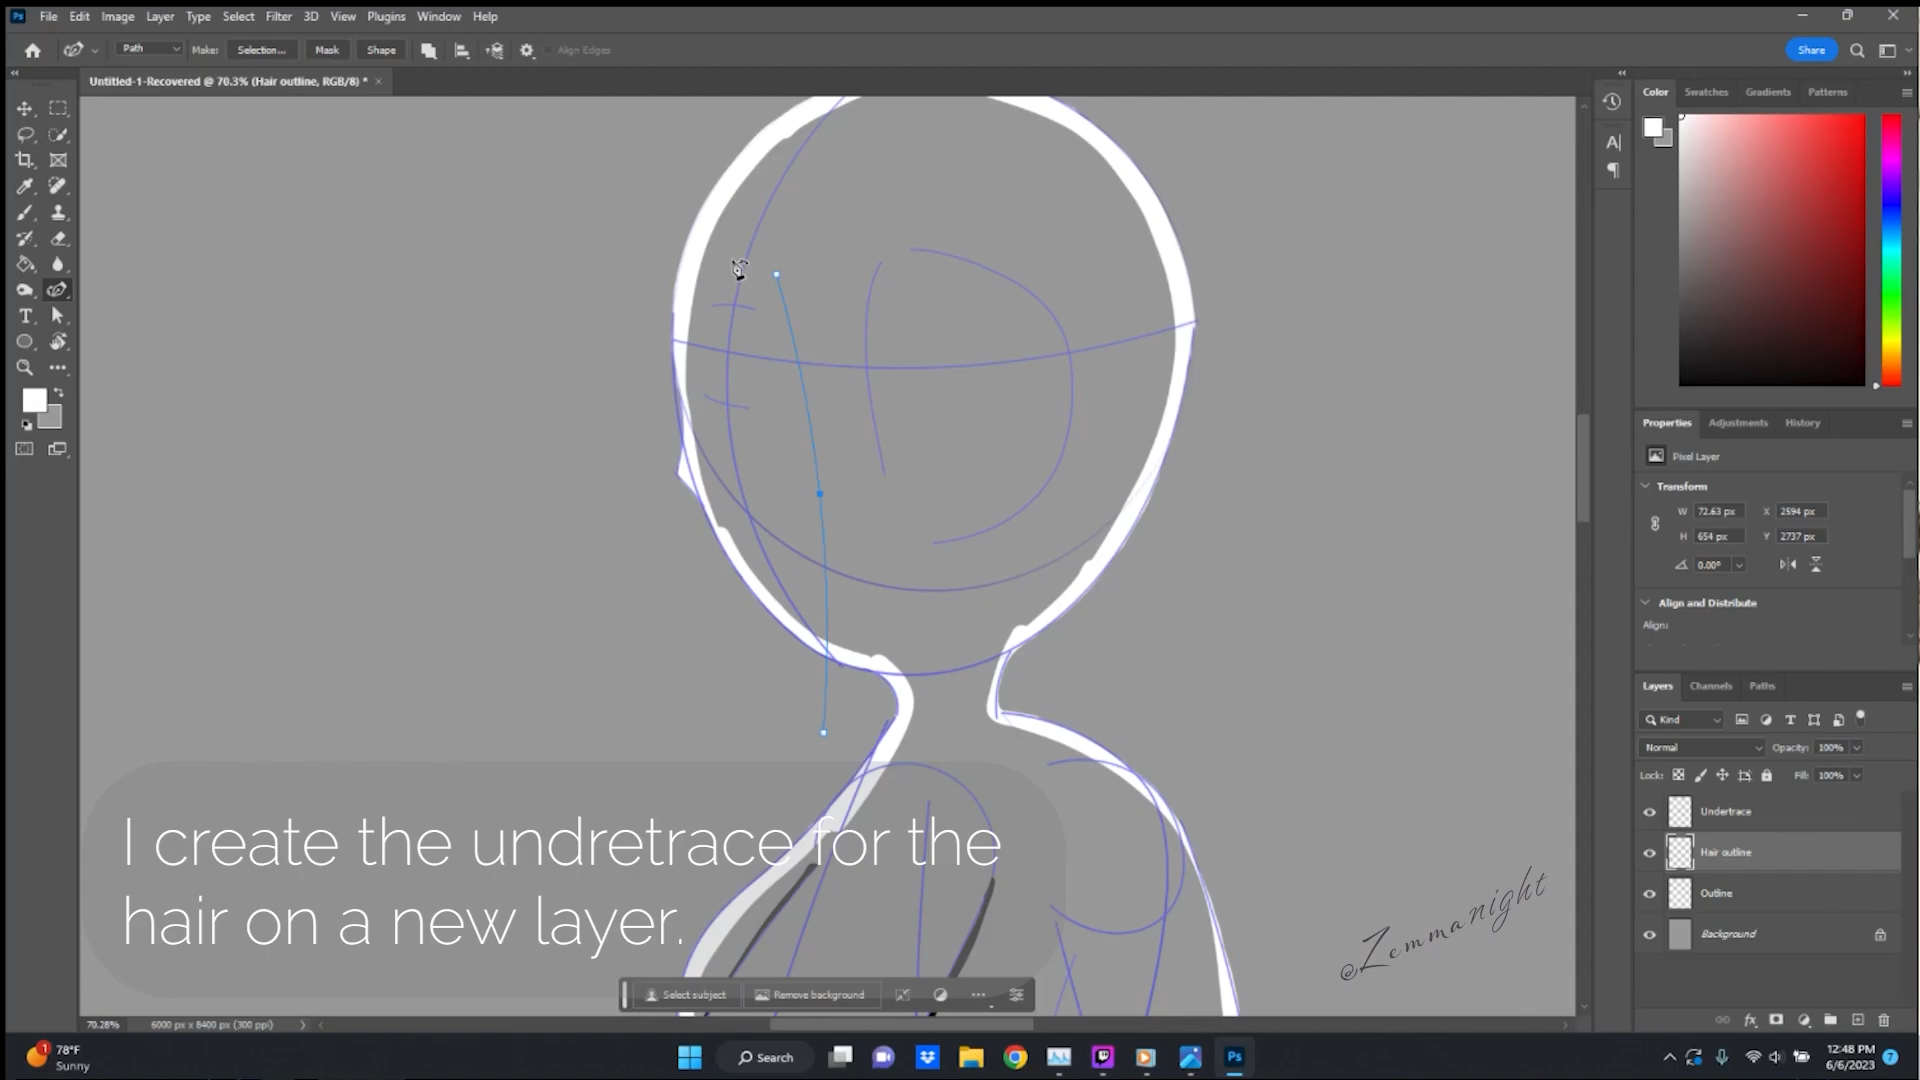 Ps File Edit Image Layer Type Select Filter 3D View Plugins Window Help
Path Make: Selection... Mask Shape Align Edges Share
Untitled-1-Recovered @ 70.3% (Hair outline, RGB/8) * ×
Color Swatches Gradients Patterns
Properties Adjustments History
Pixel Layer
Transform
W 72.63 px X 2594 px
H 654 px Y 2737 px
0.00°
Align and Distribute
Align:
Layers Channels Paths
Kind
Normal Opacity: 100%
Lock: Fill: 100%
Undertrace
Hair outline
Outline
Background
I create the undretrace for the
hair on a new layer.
@Zemmanight
Select subject Remove background
70.28% 6000 px x 8400 px (300 ppi)
1 78°F
Sunny
Search
Ps
12:48 PM
6/6/2023
7